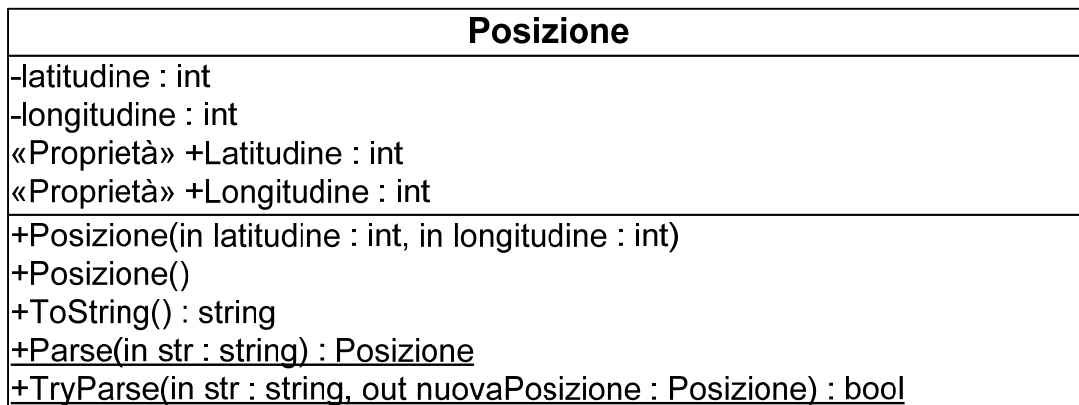 Posizione
-latitudine : int
-longitudine : int
«Proprietà» +Latitudine : int
«Proprietà» +Longitudine : int
+Posizione(in latitudine : int, in longitudine : int)
+Posizione()
+ToString() : string
+Parse(in str : string) : Posizione
+TryParse(in str : string, out nuovaPosizione : Posizione) : bool